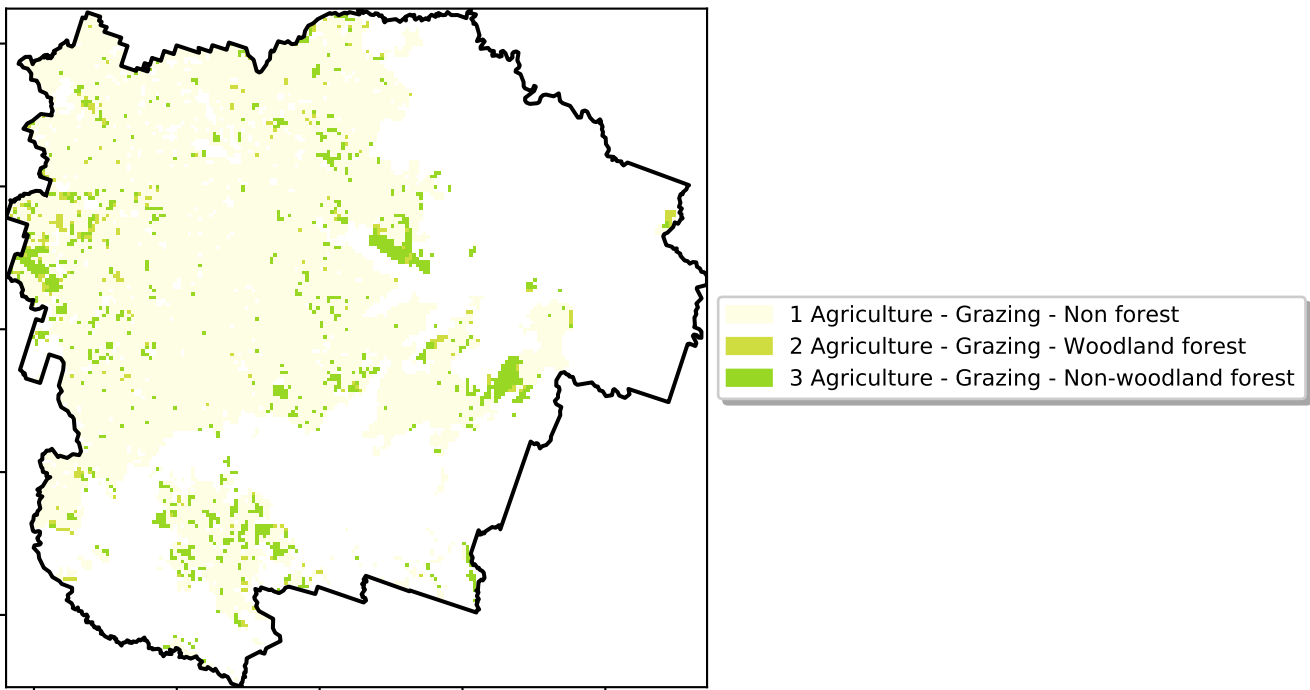 1 Agriculture - Grazing - Non forest
2 Agriculture - Grazing - Woodland forest
3 Agriculture - Grazing - Non-woodland forest